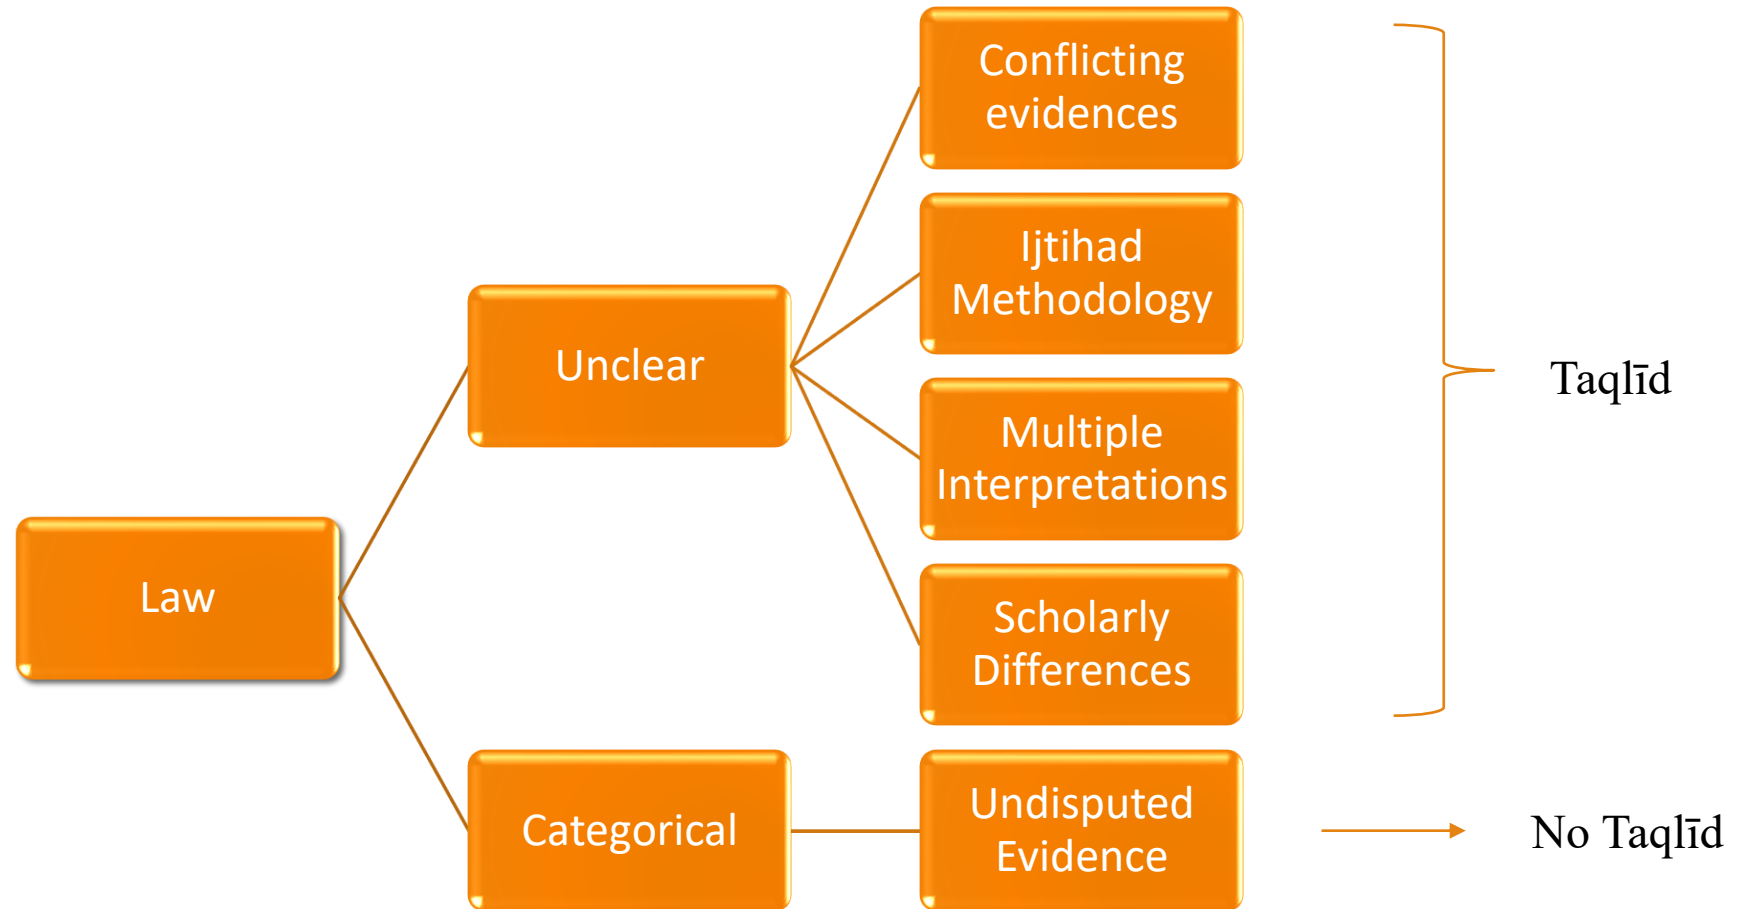 Conflicting
evidences
Ijtihad
Methodology
Unclear
Multiple
Interpretations
Taqlīd
Law
Scholarly
Differences
Categorical
Undisputed
Evidence
No Taqlīd